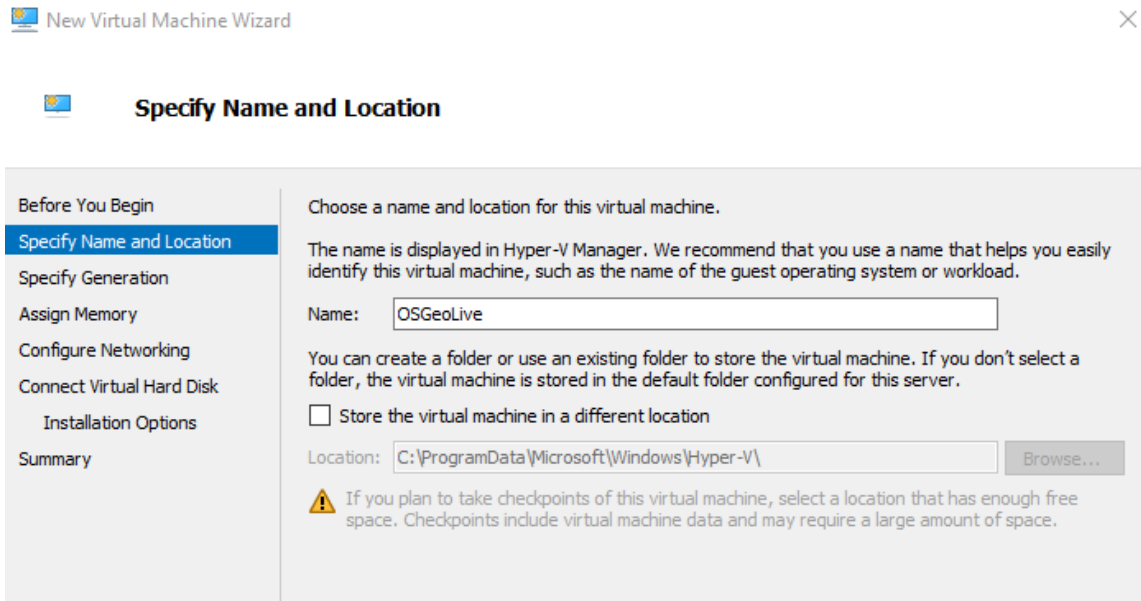 New Virtual Machine Wizard
Specify Name and Location
Before You Begin
Specify Name and Location
Specify Generation
Assign Memory
Configure Networking
Connect Virtual Hard Disk
Installation Options
Summary
Choose a name and location for this virtual machine.
The name is displayed in Hyper-V Manager. We recommend that you use a name that helps you easily
identify this virtual machine, such as the name of the guest operating system or workload.
Name: OSGeoLive
You can create a folder or use an existing folder to store the virtual machine. If you don't select a
folder, the virtual machine is stored in the default folder configured for this server.
Store the virtual machine in a different location
Location: C:\ProgramData\Microsoft\Windows\Hyper-V\ Browse...
If you plan to take checkpoints of this virtual machine, select a location that has enough free
space. Checkpoints include virtual machine data and may require a large amount of space.